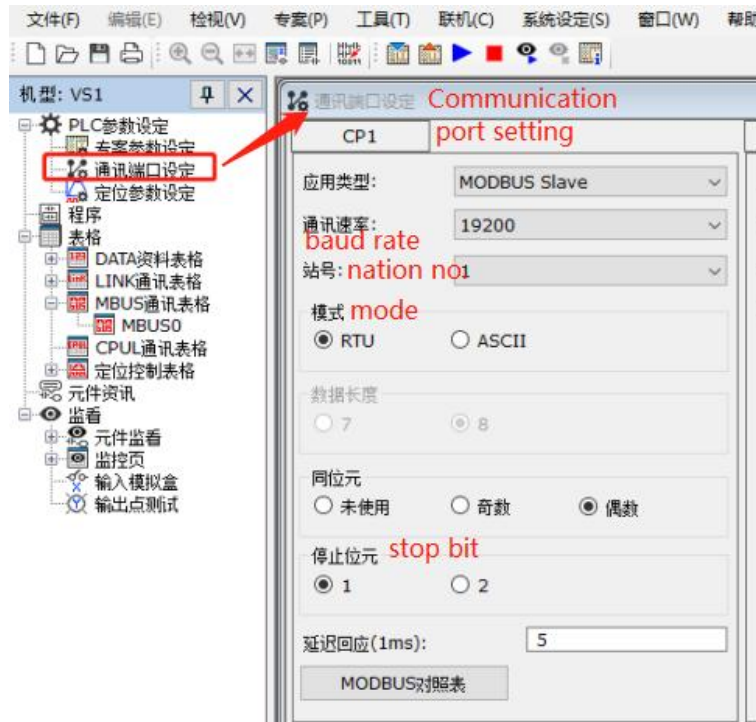 文件(F) 编辑(E) 检视(V) 专案(P) 工具(T) 联机(C) 系统设定(S) 窗口(W) 帮助
机型: VS1
PLC参数设定
专案参数设定
通讯端口设定
定位参数设定
程序
表格
DATA资料表格
LINK通讯表格
MBUS通讯表格
MBUS0
CPUL通讯表格
定位控制表格
元件资讯
监看
元件监看
监控页
输入模拟盒
输出点测试
通讯端口设定 Communication
port setting
CP1
应用类型: MODBUS Slave
通讯速率: 19200
baud rate
站号: nation no 1
模式 mode
RTU ASCII
数据长度
7 8
同位元
未使用 奇数 偶数
停止位元 stop bit
1 2
延迟回应(1ms): 5
MODBUS对照表